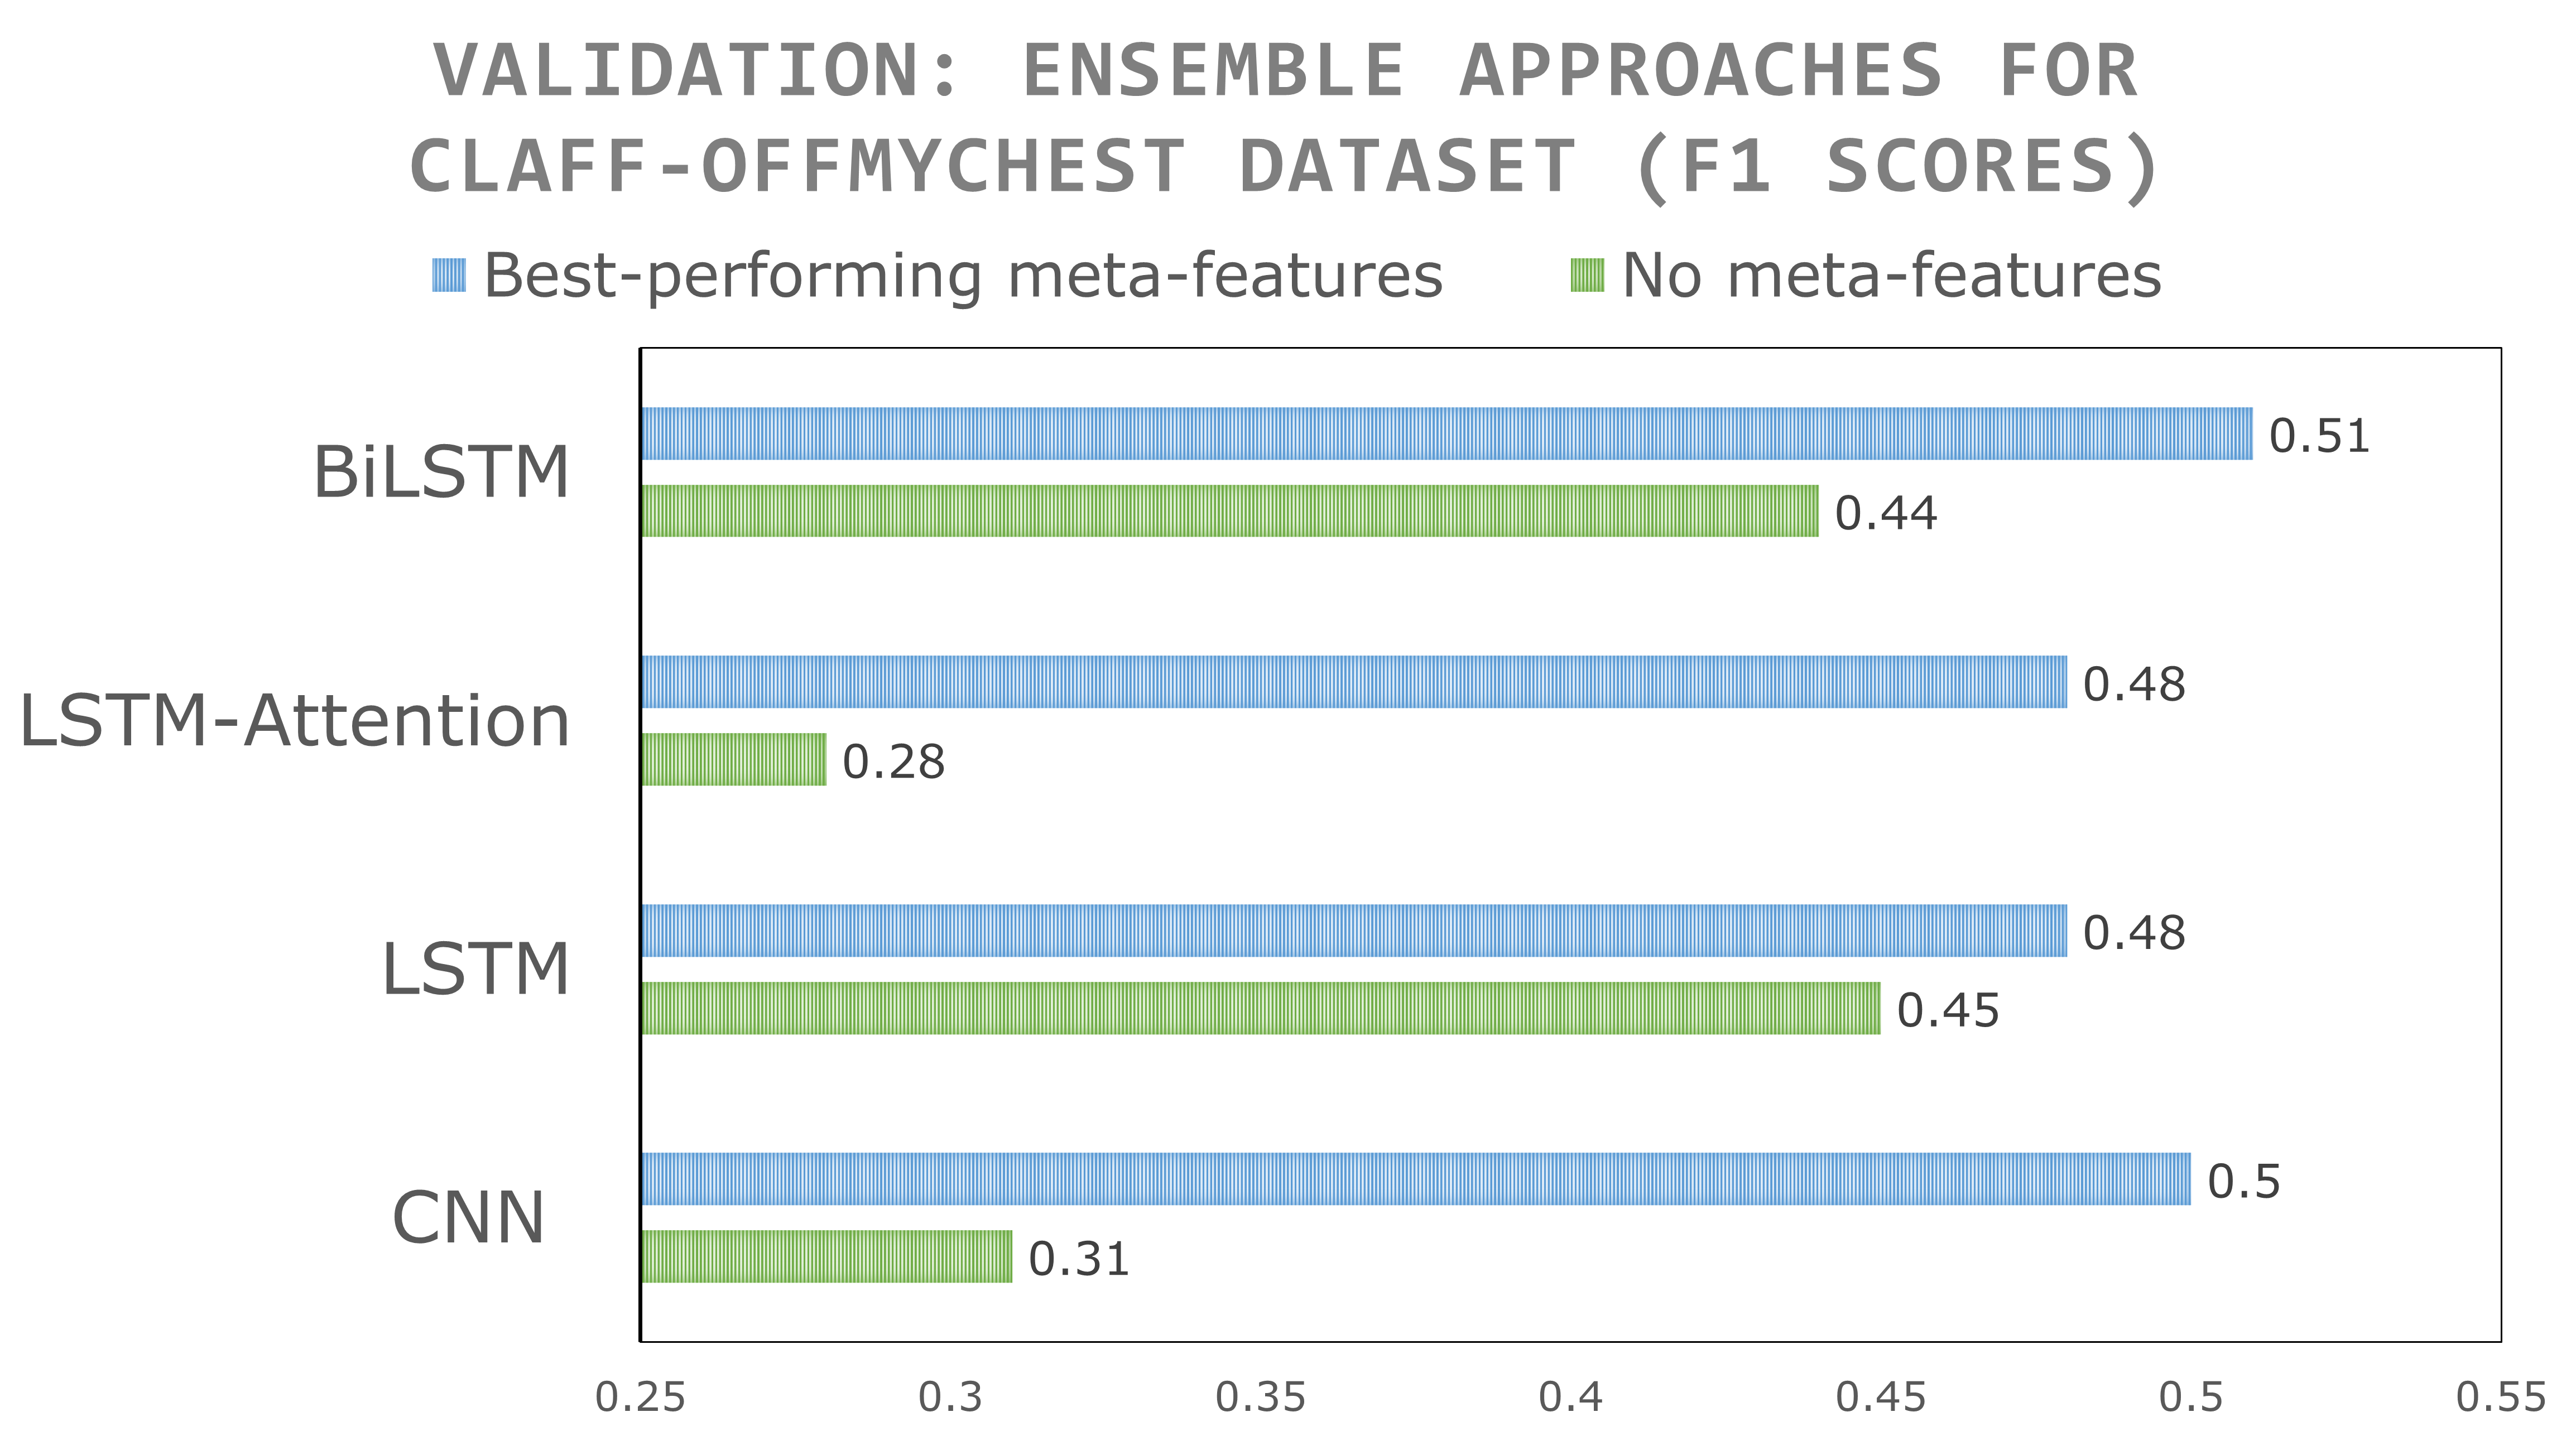 VALIDATION: ENSEMBLE APPROACHES FOR
CLAFF-OFFMYCHEST DATASET (F1 SCORES)
Best-performing meta-features No meta-features
BiLSTM
0.51
0.44
LSTM-Attention
0.48
0.28
LSTM
0.48
0.45
CNN
0.5
0.31
0.25 0.3 0.35 0.4 0.45 0.5 0.55